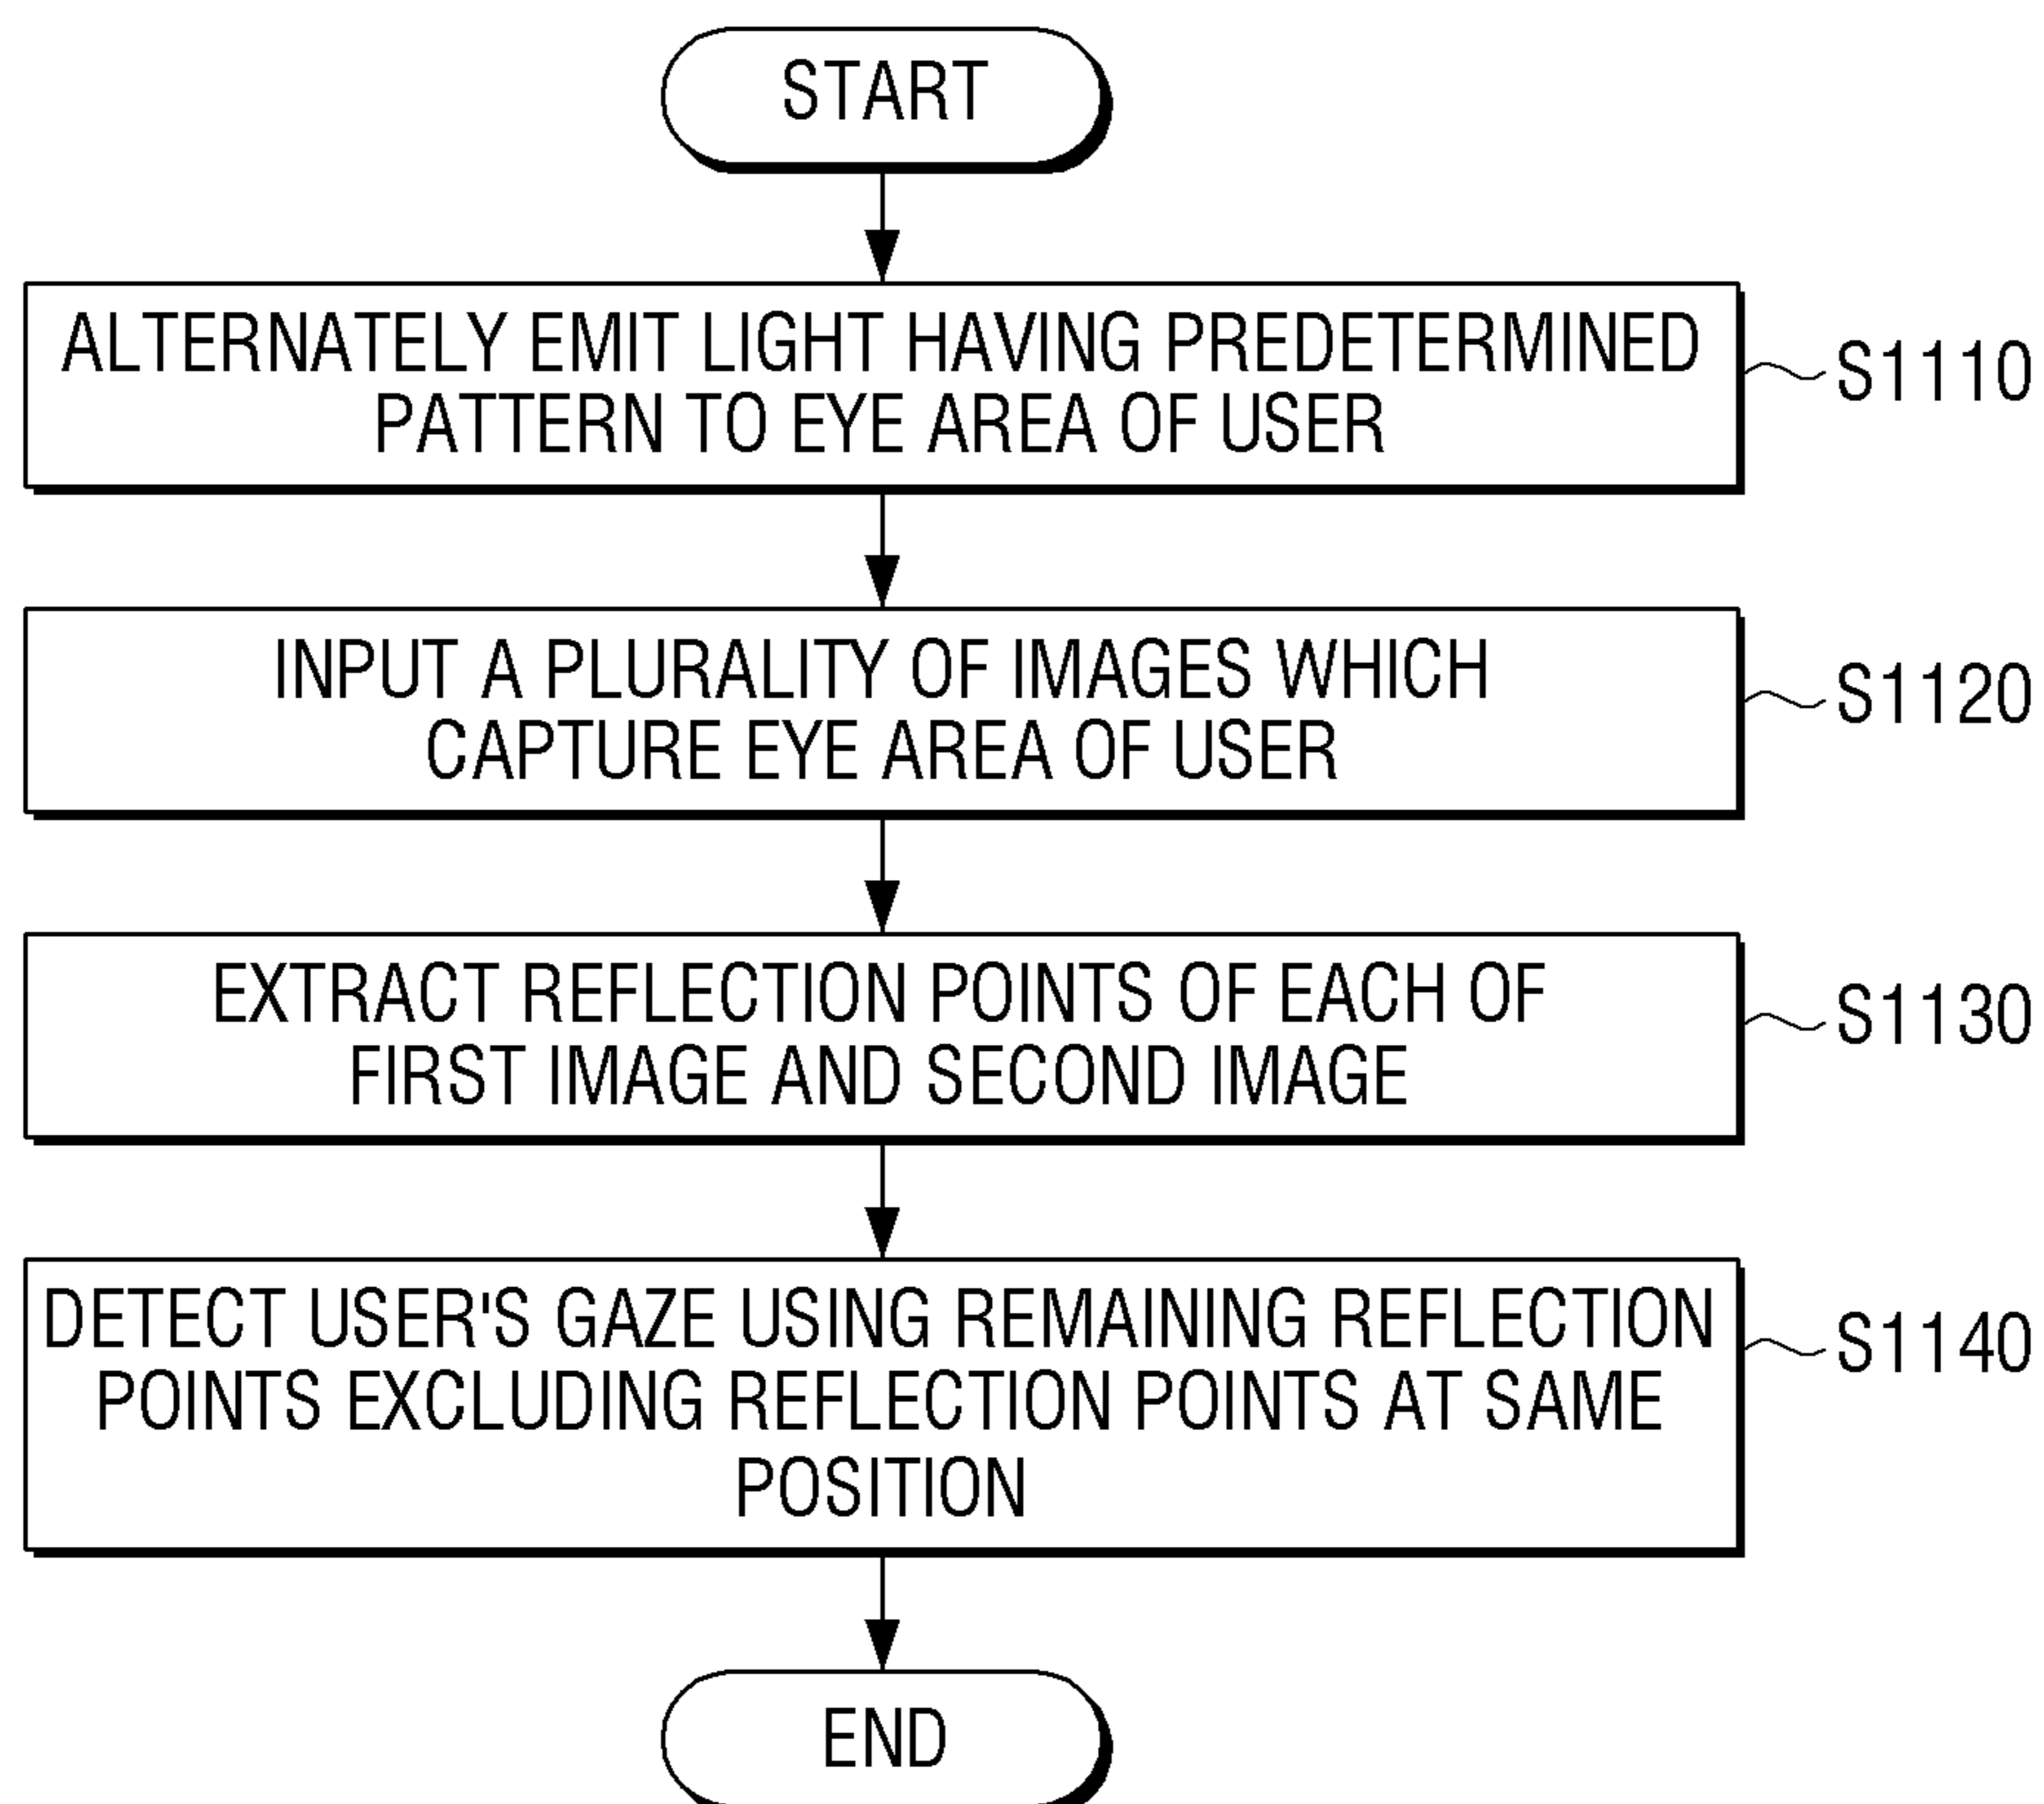 START
ALTERNATELY EMIT LIGHT HAVING PREDETERMINED
PATTERN TO EYE AREA OF USER
S1110
INPUT A PLURALITY OF IMAGES WHICH
CAPTURE EYE AREA OF USER
S1120
EXTRACT REFLECTION POINTS OF EACH OF
FIRST IMAGE AND SECOND IMAGE
S1130
DETECT USER'S GAZE USING REMAINING REFLECTION
POINTS EXCLUDING REFLECTION POINTS AT SAME
POSITION
S1140
END